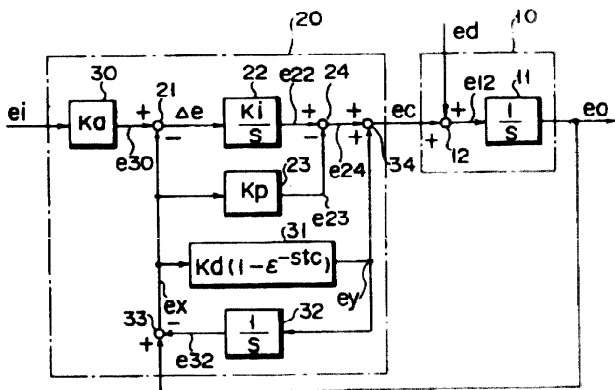 20
10
30
ed
21
22
e22
24
e12
11
ei
Ka
+
Δe
Ki
S
+
+
ec
+
1
S
eo
e30
−
−
+
e24
34
+
12
23
Kp
e23
31
Kd(1-ε^-stc)
ex
ey
33
−
1
S
32
+
e32